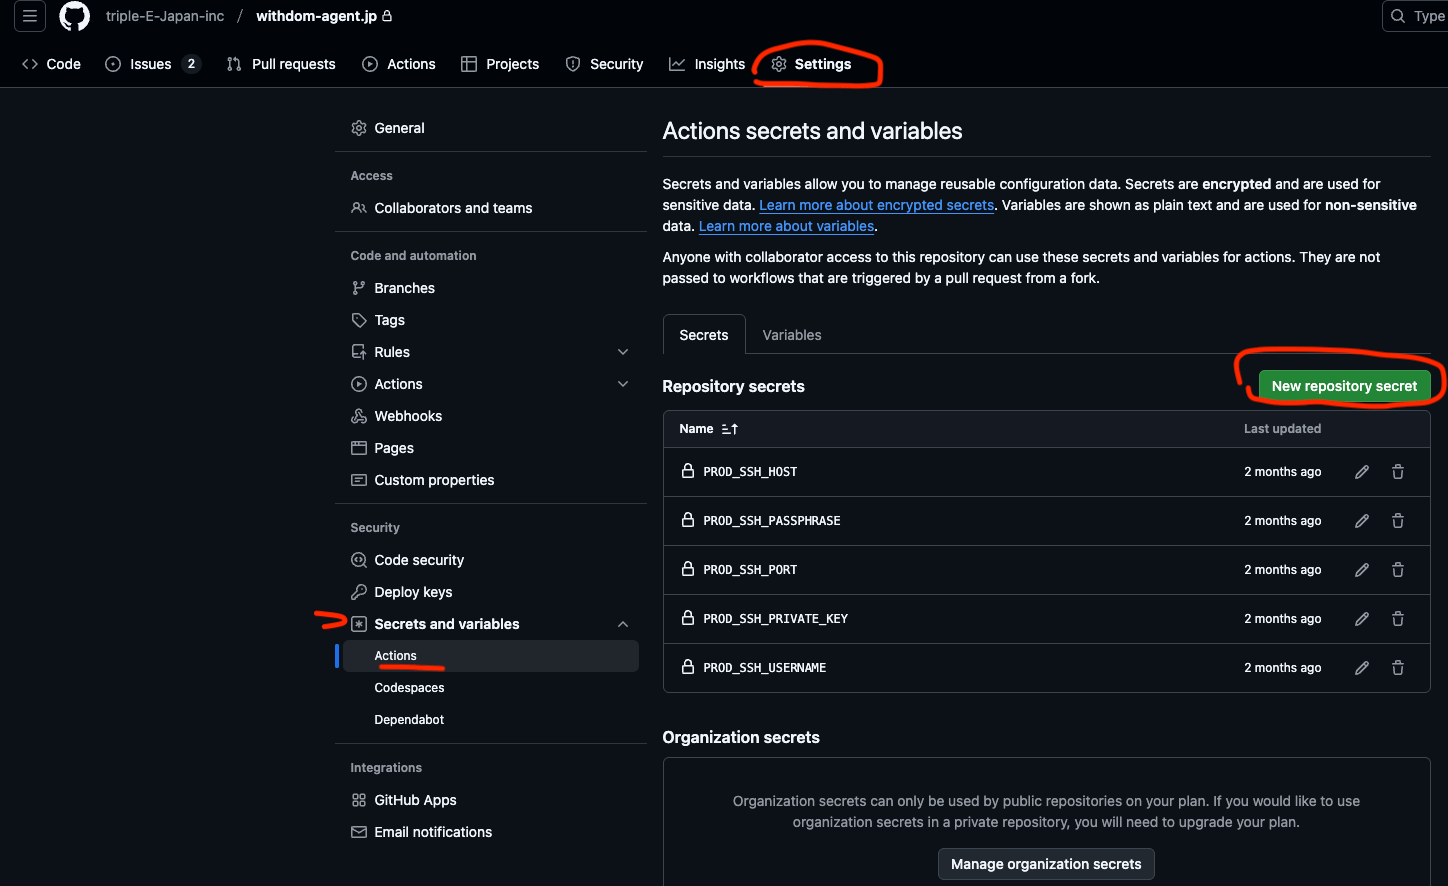 triple-E-Japan-inc / withdom-agent.jp
Type
Code
Issues 2
Pull requests
Actions
Projects
Security
Insights
Settings
General
Access
Collaborators and teams
Code and automation
Branches
Tags
Rules
Actions
Webhooks
Pages
Custom properties
Security
Code security
Deploy keys
Secrets and variables
Actions
Codespaces
Dependabot
Integrations
GitHub Apps
Email notifications
Actions secrets and variables
Secrets and variables allow you to manage reusable configuration data. Secrets are encrypted and are used for
sensitive data. Learn more about encrypted secrets. Variables are shown as plain text and are used for non-sensitive
data. Learn more about variables.
Anyone with collaborator access to this repository can use these secrets and variables for actions. They are not
passed to workflows that are triggered by a pull request from a fork.
Secrets
Variables
Repository secrets
New repository secret
Name
Last updated
PROD_SSH_HOST 2 months ago
PROD_SSH_PASSPHRASE 2 months ago
PROD_SSH_PORT 2 months ago
PROD_SSH_PRIVATE_KEY 2 months ago
PROD_SSH_USERNAME 2 months ago
Organization secrets
Organization secrets can only be used by public repositories on your plan. If you would like to use
organization secrets in a private repository, you will need to upgrade your plan.
Manage organization secrets